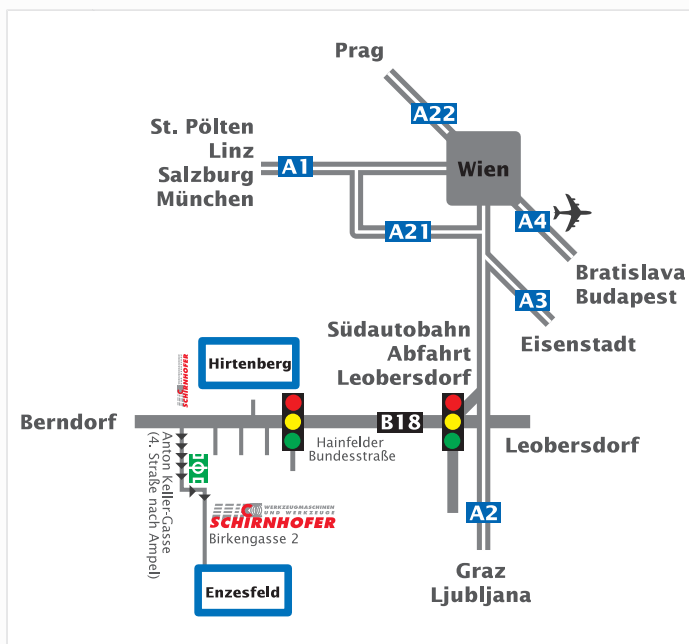 Prag
A22
St. Pölten
Linz
Salzburg
München
A1
Wien
A21
A4
Bratislava
Budapest
A3
Eisenstadt
Südautobahn
Abfahrt
Leobersdorf
Hirtenberg
SCHIRNHOFER
Berndorf
B18
Hainfelder
Bundesstraße
Leobersdorf
Anton Keller-Gasse
(4. Straße nach Ampel)
WERKZEUGMASCHINEN
UND WERKZEUGE
SCHIRNHOFER
Birkengasse 2
A2
Enzesfeld
Graz
Ljubljana